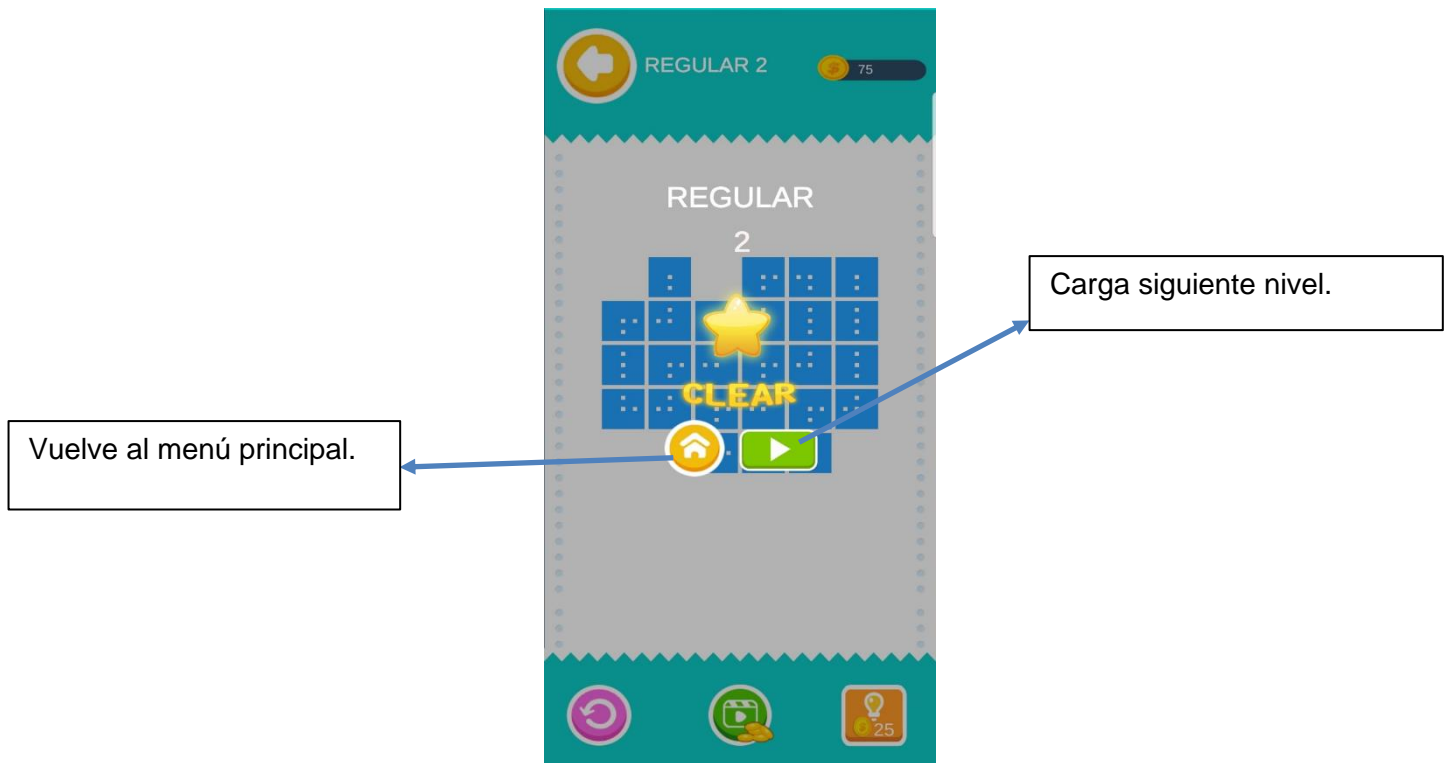 REGULAR 2
75
REGULAR
2
Carga siguiente nivel.
CLEAR
Vuelve al menú principal.
25